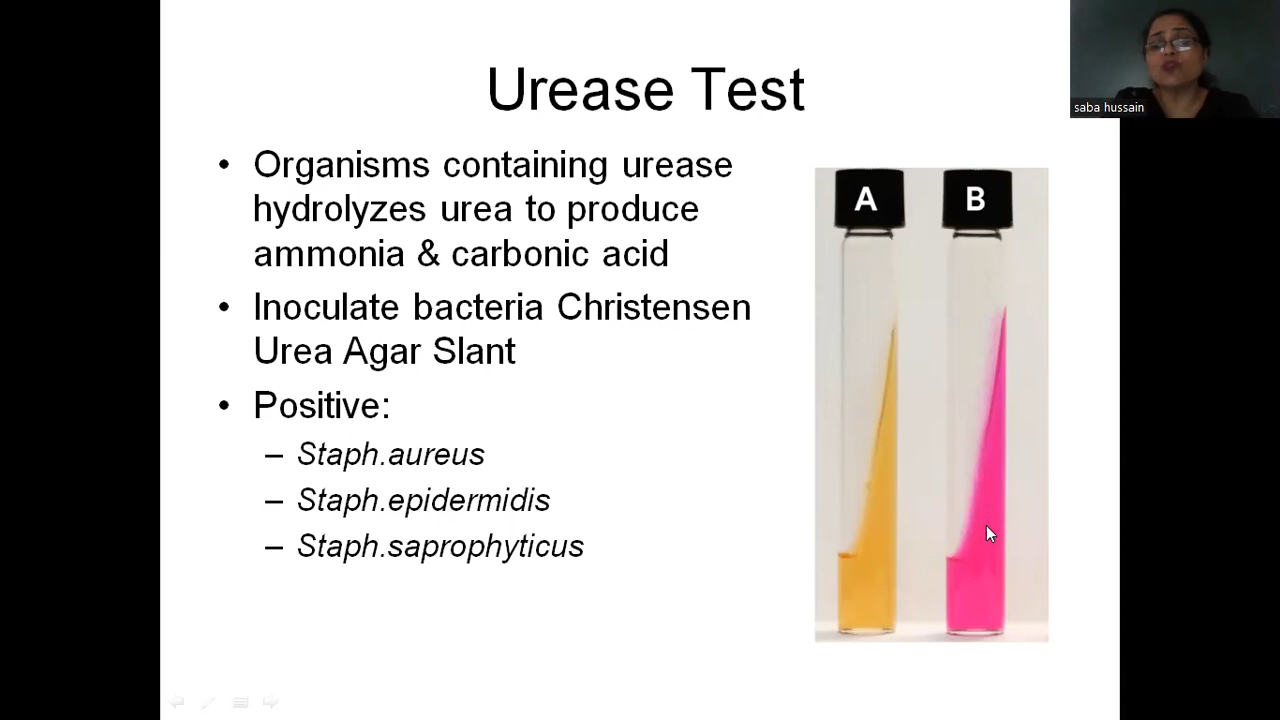 Urease Test
• Organisms containing urease
hydrolyzes urea to produce
ammonia & carbonic acid
• Inoculate bacteria Christensen
Urea Agar Slant
• Positive:
– Staph.aureus
– Staph.epidermidis
– Staph.saprophyticus
A
B
saba hussain